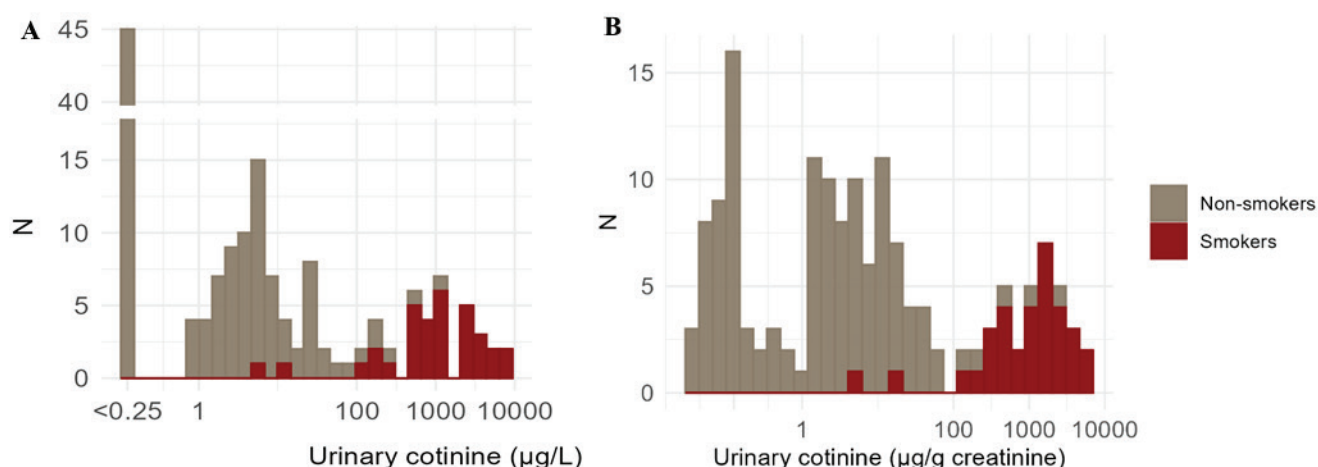 A
45
40
15
10
5
0
N
<0.25 1 100 1000 10000
Urinary cotinine (µg/L)
B
15
10
5
0
N
1 100 1000 10000
Urinary cotinine (µg/g creatinine)
Non-smokers
Smokers